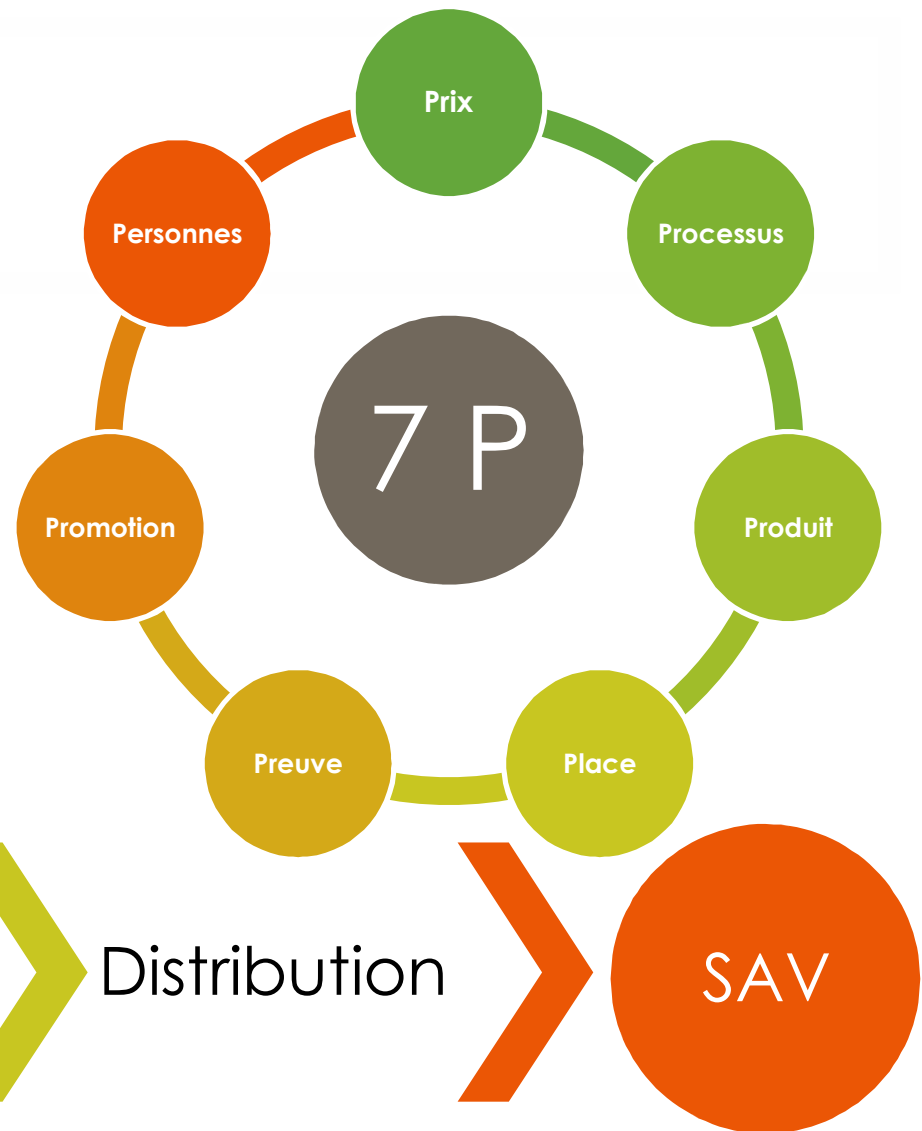 Prix
Personnes
Processus
7 P
Promotion
Produit
Preuve
Place
Distribution
SAV